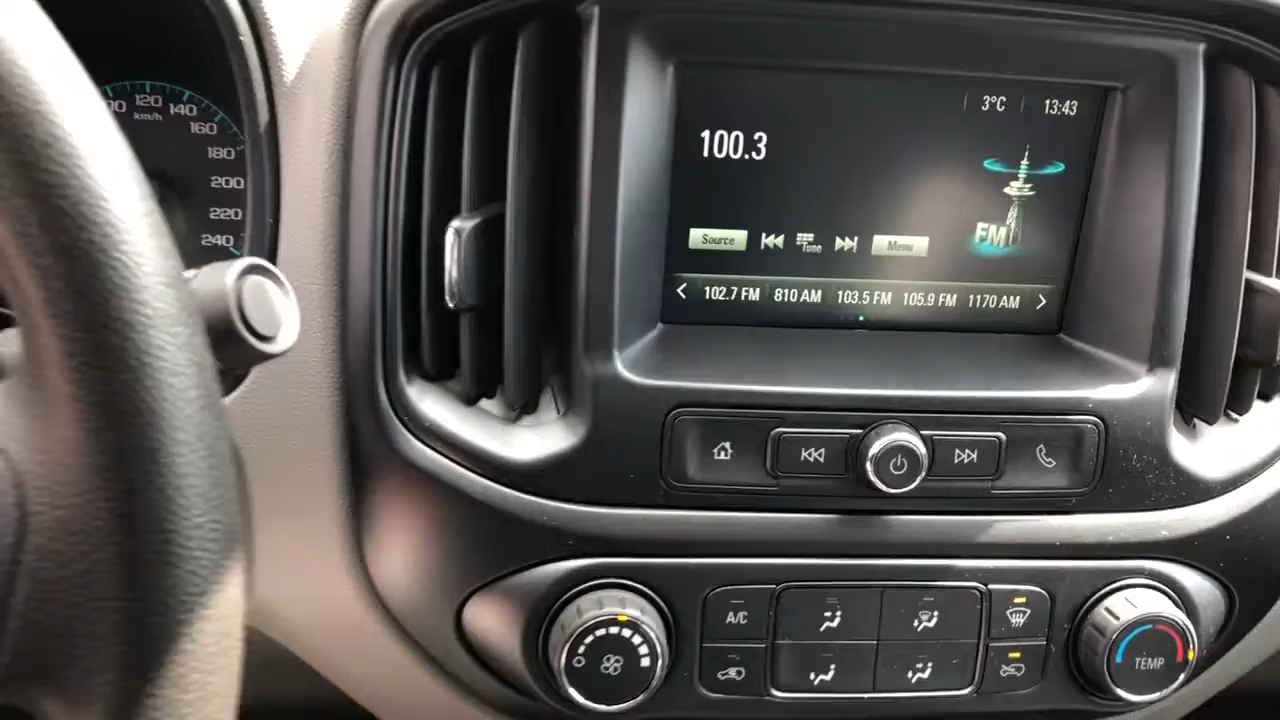 120
140
km/h
160
180
200
220
240
3°C
13:43
100.3
FM
Source
Tone
Menu
102.7 FM 810 AM 103.5 FM 105.9 FM 1170 AM
A/C
TEMP